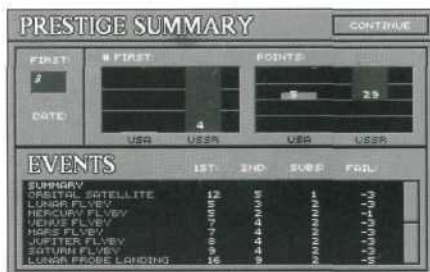 PRESTIGE SUMMARY
CONTINUE
FIRST:
# FIRST:
POINTS:
DATE:
4
5
29
USA
USSR
USA
USSR
EVENTS
1ST:
2ND:
SUBS:
FAIL:
SUMMARY
ORBITAL SATELLITE 12 5 1 -3
LUNAR FLYBY 5 3 2 -3
MERCURY FLYBY 5 2 2 -1
VENUS FLYBY 7 4 2 -3
MARS FLYBY 7 4 2 -3
JUPITER FLYBY 8 4 2 -3
SATURN FLYBY 9 4 2 -3
LUNAR PROBE LANDING 16 9 2 -5